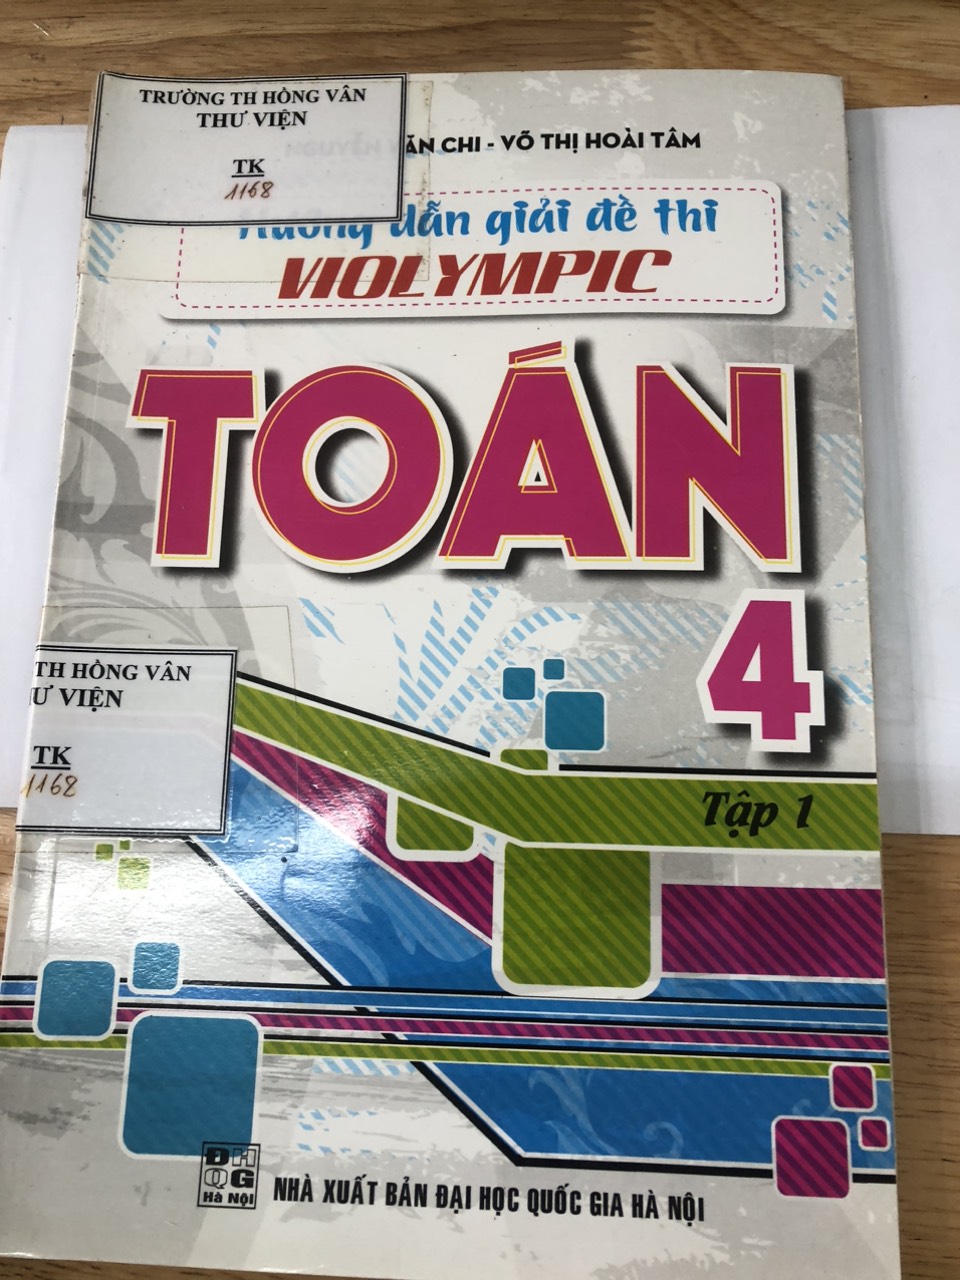 TRƯỜNG TH HỒNG VÂN
THƯ VIỆN
TK
1168
CHI - VÕ THỊ HOÀI TÂM
dẫn giải đề thi
VIOLYMPIC
TOÁN
4
TH HỒNG VÂN
VIỆN
TK
1168
Tập 1
ĐH
QG
Hà Nội
NHÀ XUẤT BẢN ĐẠI HỌC QUỐC GIA HÀ NỘI